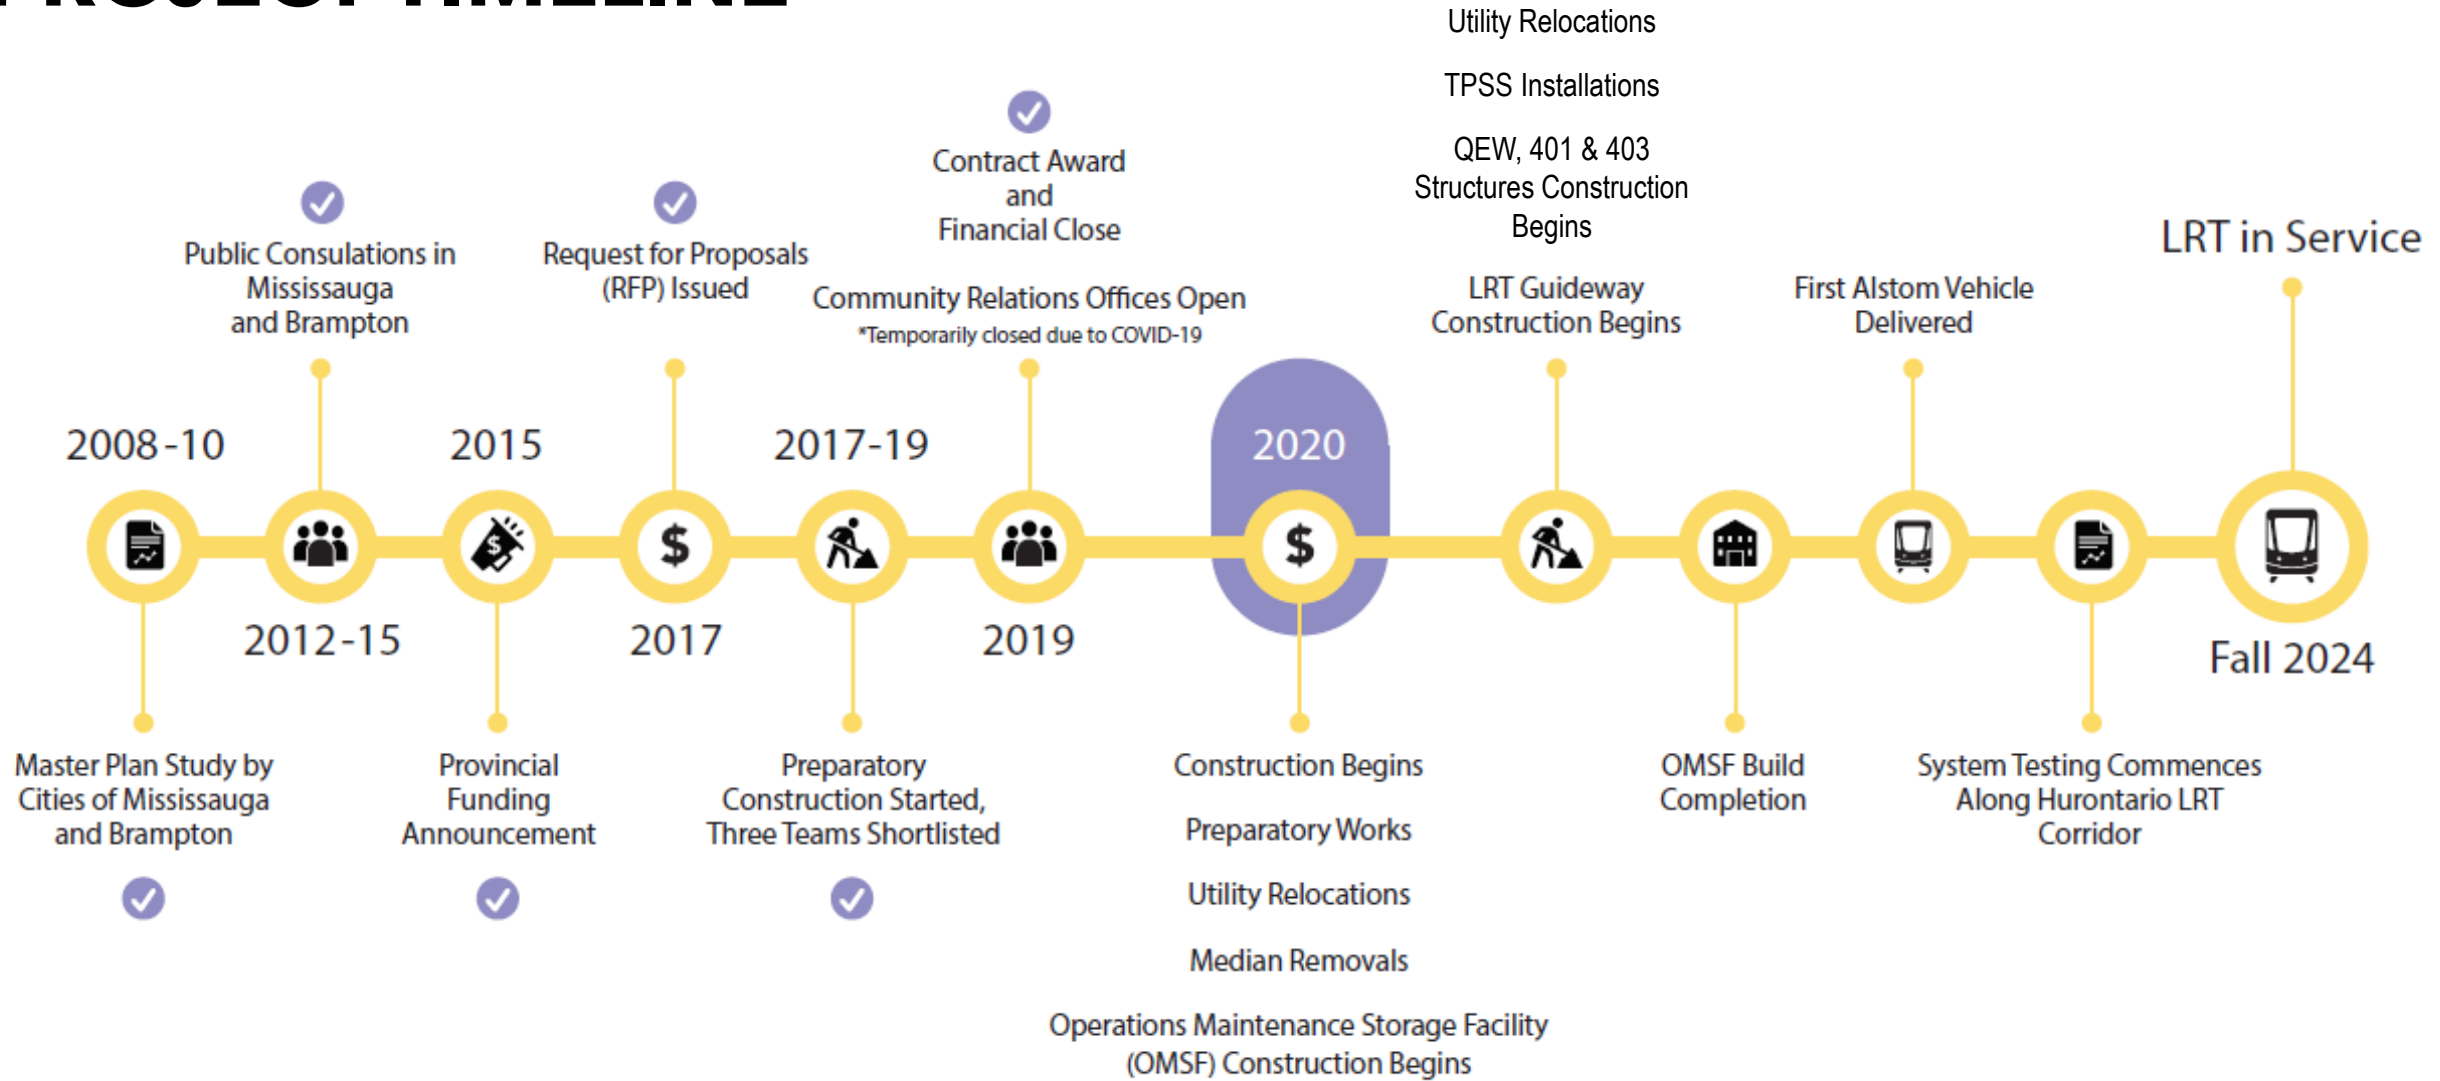 PROJECT TIMELINE
Utility Relocations
TPSS Installations
QEW, 401 & 403
Structures Construction
Begins
LRT Guideway
Construction Begins
Contract Award
and
Financial Close
Community Relations Offices Open
*Temporarily closed due to COVID-19
Public Consulations in
Mississauga
and Brampton
Request for Proposals
(RFP) Issued
First Alstom Vehicle
Delivered
LRT in Service
2008-10
2015
2017-19
2020
$
$
$
2012-15
2017
2019
Fall 2024
Master Plan Study by
Cities of Mississauga
and Brampton
Provincial
Funding
Announcement
Preparatory
Construction Started,
Three Teams Shortlisted
Construction Begins
Preparatory Works
Utility Relocations
Median Removals
Operations Maintenance Storage Facility
(OMSF) Construction Begins
OMSF Build
Completion
System Testing Commences
Along Hurontario LRT
Corridor